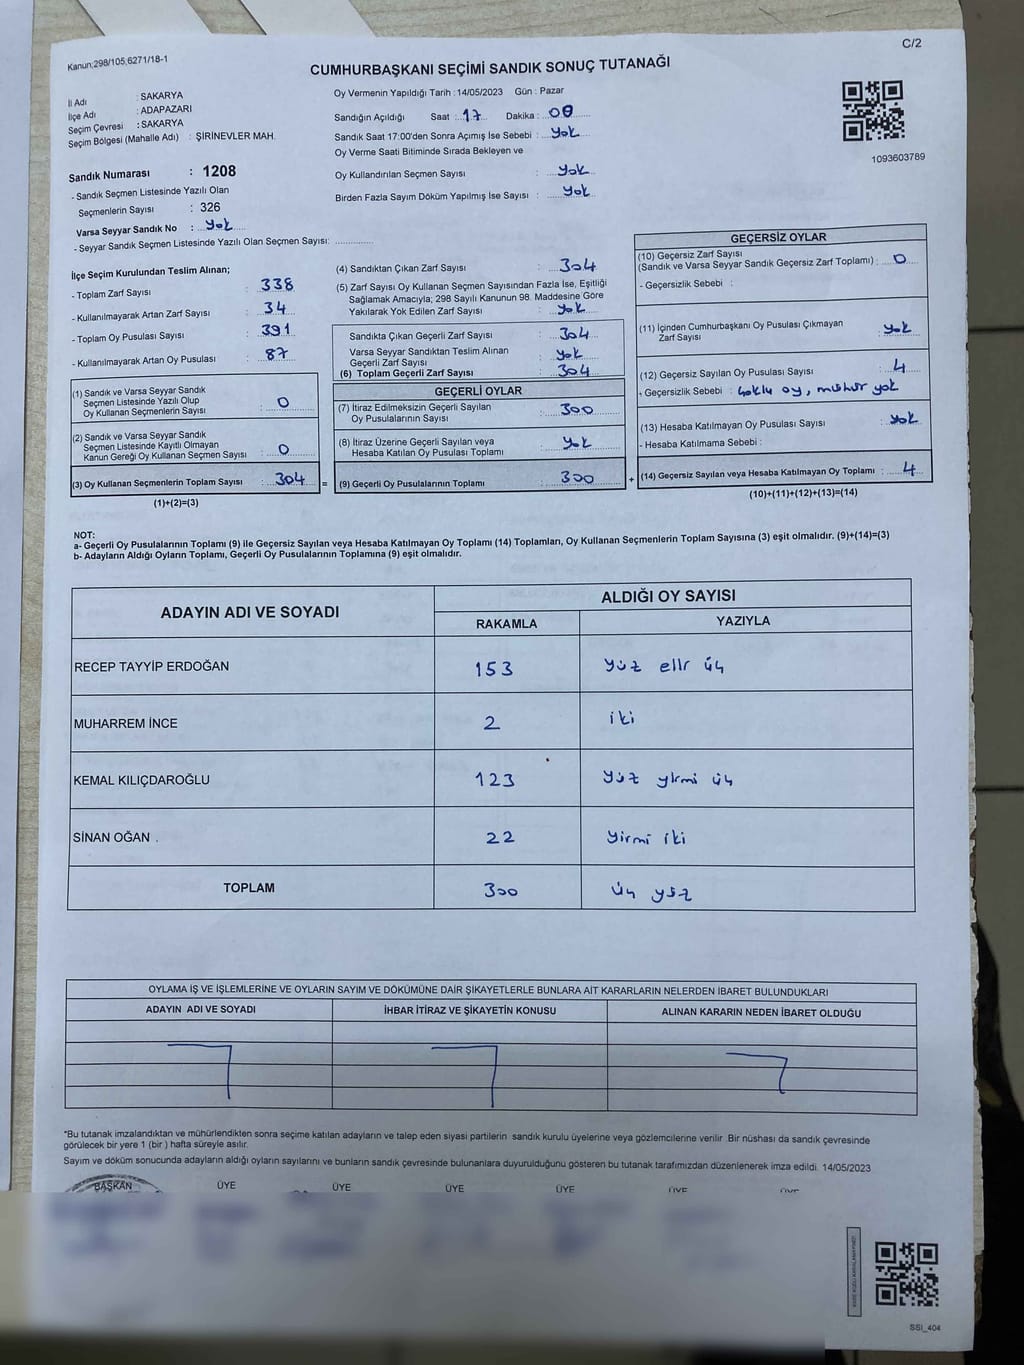 C/2
Kanun;298/105;6271/18-1
CUMHURBAŞKANI SEÇİMİ SANDIK SONUÇ TUTANAĞI
İl Adı : SAKARYA
İlçe Adı : ADAPAZARI
Seçim Çevresi : SAKARYA
Seçim Bölgesi (Mahalle Adı) : ŞİRİNEVLER MAH.
Sandık Numarası : 1208
- Sandık Seçmen Listesinde Yazılı Olan
Seçmenlerin Sayısı : 326
Varsa Seyyar Sandık No : yok
- Seyyar Sandık Seçmen Listesinde Yazılı Olan Seçmen Sayısı:
Oy Vermenin Yapıldığı Tarih :14/05/2023 Gün : Pazar
Sandığın Açıldığı Saat : 17 Dakika : 00
Sandık Saat 17:00'den Sonra Açımış İse Sebebi : yok
Oy Verme Saati Bitiminde Sırada Bekleyen ve
Oy Kullandırılan Seçmen Sayısı : yok
Birden Fazla Sayım Döküm Yapılmış İse Sayısı : yok
1093603789
İlçe Seçim Kurulundan Teslim Alınan;
- Toplam Zarf Sayısı : 338
- Kullanılmayarak Artan Zarf Sayısı : 34
- Toplam Oy Pusulası Sayısı : 391
- Kullanılmayarak Artan Oy Pusulası : 87
(1) Sandık ve Varsa Seyyar Sandık
Seçmen Listesinde Yazılı Olup
Oy Kullanan Seçmenlerin Sayısı : 0
(2) Sandık ve Varsa Seyyar Sandık
Seçmen Listesinde Kayıtlı Olmayan
Kanun Gereği Oy Kullanan Seçmen Sayısı : 0
(3) Oy Kullanan Seçmenlerin Toplam Sayısı : 304 =
(1)+(2)=(3)
(4) Sandıktan Çıkan Zarf Sayısı : 304
(5) Zarf Sayısı Oy Kullanan Seçmen Sayısından Fazla İse, Eşitliği
Sağlamak Amacıyla; 298 Sayılı Kanunun 98. Maddesine Göre
Yakılarak Yok Edilen Zarf Sayısı : yok
Sandıkta Çıkan Geçerli Zarf Sayısı : 304
Varsa Seyyar Sandıktan Teslim Alınan
Geçerli Zarf Sayısı : yok
(6) Toplam Geçerli Zarf Sayısı : 304
GEÇERLİ OYLAR
(7) İtiraz Edilmeksizin Geçerli Sayılan
Oy Pusulalarının Sayısı : 300
(8) İtiraz Üzerine Geçerli Sayılan veya
Hesaba Katılan Oy Pusulası Toplamı : yok
(9) Geçerli Oy Pusulalarının Toplamı : 300 +
GEÇERSİZ OYLAR
(10) Geçersiz Zarf Sayısı
(Sandık ve Varsa Seyyar Sandık Geçersiz Zarf Toplamı) : 0
- Geçersizlik Sebebi :
(11) İçinden Cumhurbaşkanı Oy Pusulası Çıkmayan
Zarf Sayısı : yok
(12) Geçersiz Sayılan Oy Pusulası Sayısı : 4
- Geçersizlik Sebebi : çoklu oy, mühür yok
(13) Hesaba Katılmayan Oy Pusulası Sayısı : yok
- Hesaba Katılmama Sebebi :
(14) Geçersiz Sayılan veya Hesaba Katılmayan Oy Toplamı : 4
(10)+(11)+(12)+(13)=(14)
NOT:
a- Geçerli Oy Pusulalarının Toplamı (9) ile Geçersiz Sayılan veya Hesaba Katılmayan Oy Toplamı (14) Toplamları, Oy Kullanan Seçmenlerin Toplam Sayısına (3) eşit olmalıdır. (9)+(14)=(3)
b- Adayların Aldığı Oyların Toplamı, Geçerli Oy Pusulalarının Toplamına (9) eşit olmalıdır.
ADAYIN ADI VE SOYADI
ALDIĞI OY SAYISI
RAKAMLA YAZIYLA
RECEP TAYYİP ERDOĞAN 153 yüz elli üç
MUHARREM İNCE 2 iki
KEMAL KILIÇDAROĞLU 123 yüz yirmi üç
SİNAN OĞAN 22 yirmi iki
TOPLAM 300 üç yüz
OYLAMA İŞ VE İŞLEMLERİNE VE OYLARIN SAYIM VE DÖKÜMÜNE DAİR ŞİKAYETLERLE BUNLARA AİT KARARLARIN NELERDEN İBARET BULUNDUKLARI
ADAYIN ADI VE SOYADI İHBAR İTİRAZ VE ŞİKAYETİN KONUSU ALINAN KARARIN NEDEN İBARET OLDUĞU
*Bu tutanak imzalandıktan ve mühürlendikten sonra seçime katılan adayların ve talep eden siyasi partilerin sandık kurulu üyelerine veya gözlemcilerine verilir. Bir nüshası da sandık çevresinde
görülecek bir yere 1 (bir ) hafta süreyle asılır.
Sayım ve döküm sonucunda adayların aldığı oyların sayılarını ve bunların sandık çevresinde bulunanlara duyurulduğunu gösteren bu tutanak tarafımızdan düzenlenerek imza edildi. 14/05/2023
BAŞKAN ÜYE ÜYE ÜYE ÜYE ÜYE ÜYE
SSI_404